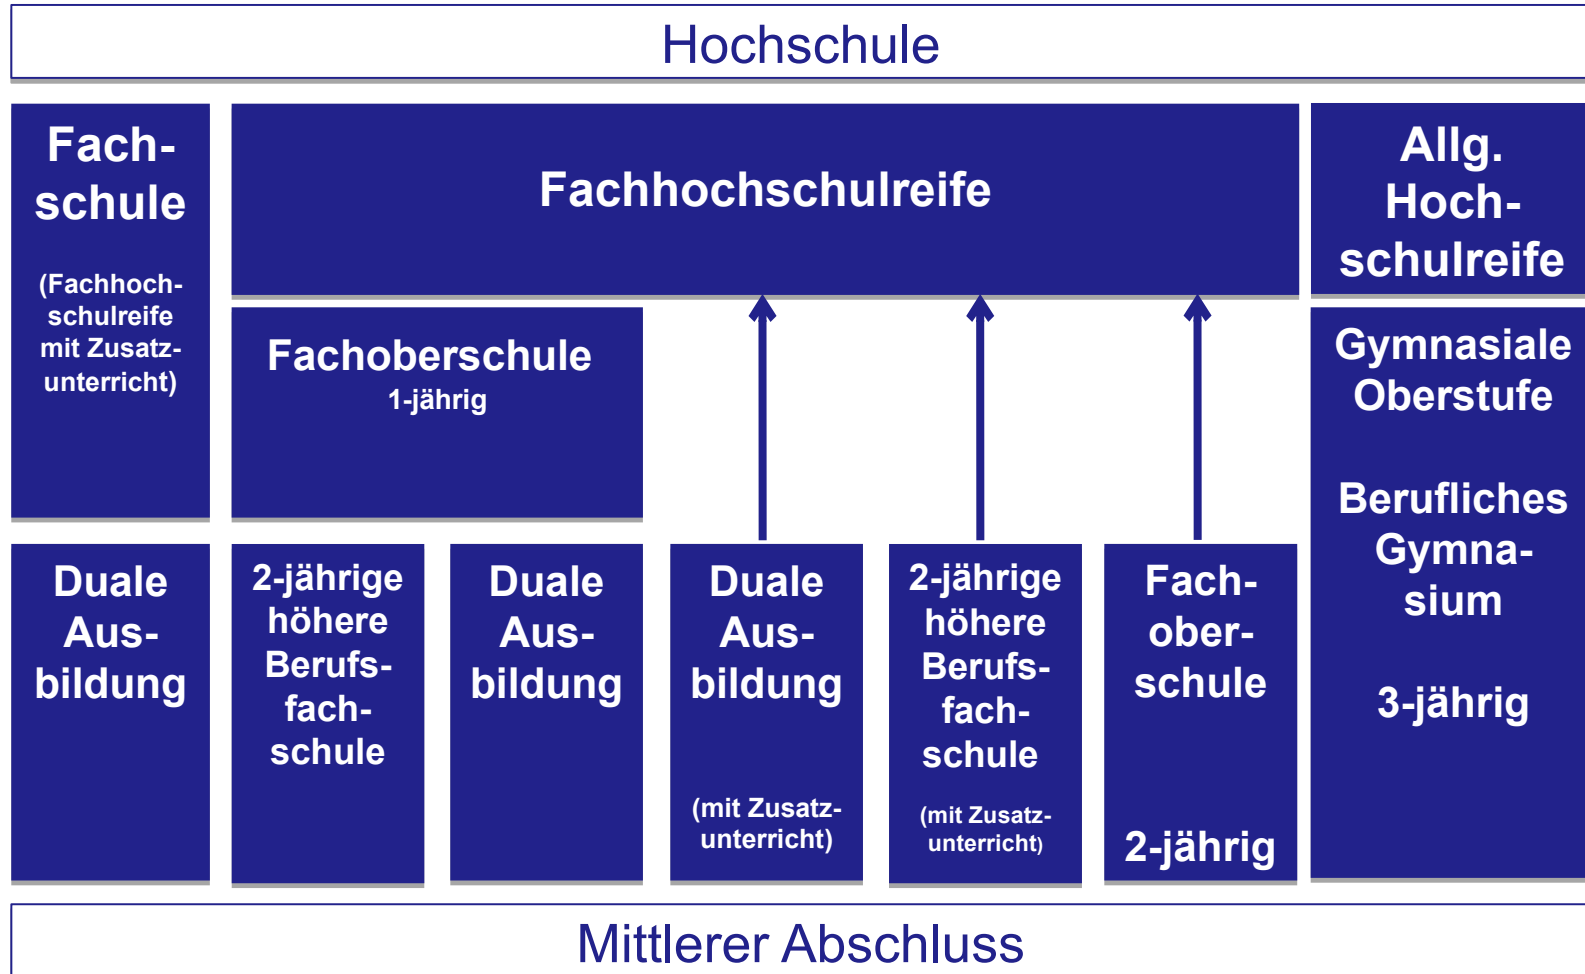 Hochschule
Fach-
schule
(Fachhoch-
schulreife
mit Zusatz-
unterricht)
Fachhochschulreife
Allg.
Hoch-
schulreife
Fachoberschule
1-jährig
Gymnasiale
Oberstufe
Berufliches
Gymna-
sium
3-jährig
Duale
Aus-
bildung
2-jährige
höhere
Berufs-
fach-
schule
Duale
Aus-
bildung
Duale
Aus-
bildung
(mit Zusatz-
unterricht)
2-jährige
höhere
Berufs-
fach-
schule
(mit Zusatz-
unterricht)
Fach-
ober-
schule
2-jährig
Mittlerer Abschluss